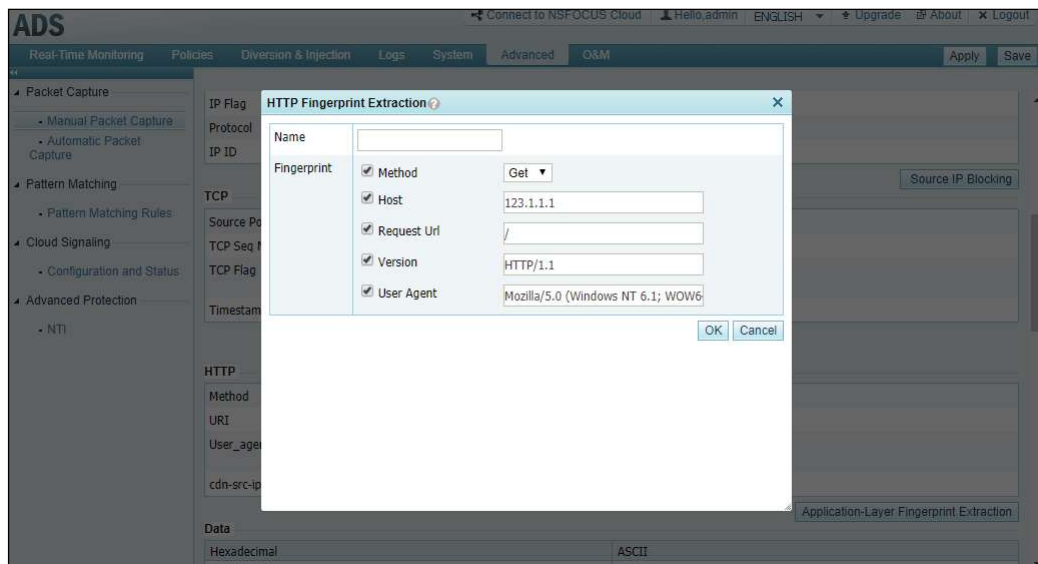 ADS
Connect to NSFOCUS Cloud Hello,admin ENGLISH Upgrade About Logout
Real-Time Monitoring Policies Diversion & Injection Logs System Advanced O&M
Apply Save
Packet Capture
Manual Packet Capture
Automatic Packet
Capture
Pattern Matching
Pattern Matching Rules
Cloud Signaling
Configuration and Status
Advanced Protection
NTI
IP Flag
Protocol
IP ID
Source IP Blocking
TCP
Source Po
TCP Seq
TCP Flag
Timestam
HTTP
Method
URI
User_age
cdn-src-ip
Application-Layer Fingerprint Extraction
Data
Hexadecimal ASCII
HTTP Fingerprint Extraction
Name
Fingerprint
Method Get
Host 123.1.1.1
Request Url /
Version HTTP/1.1
User Agent Mozilla/5.0 (Windows NT 6.1; WOW6
OK Cancel